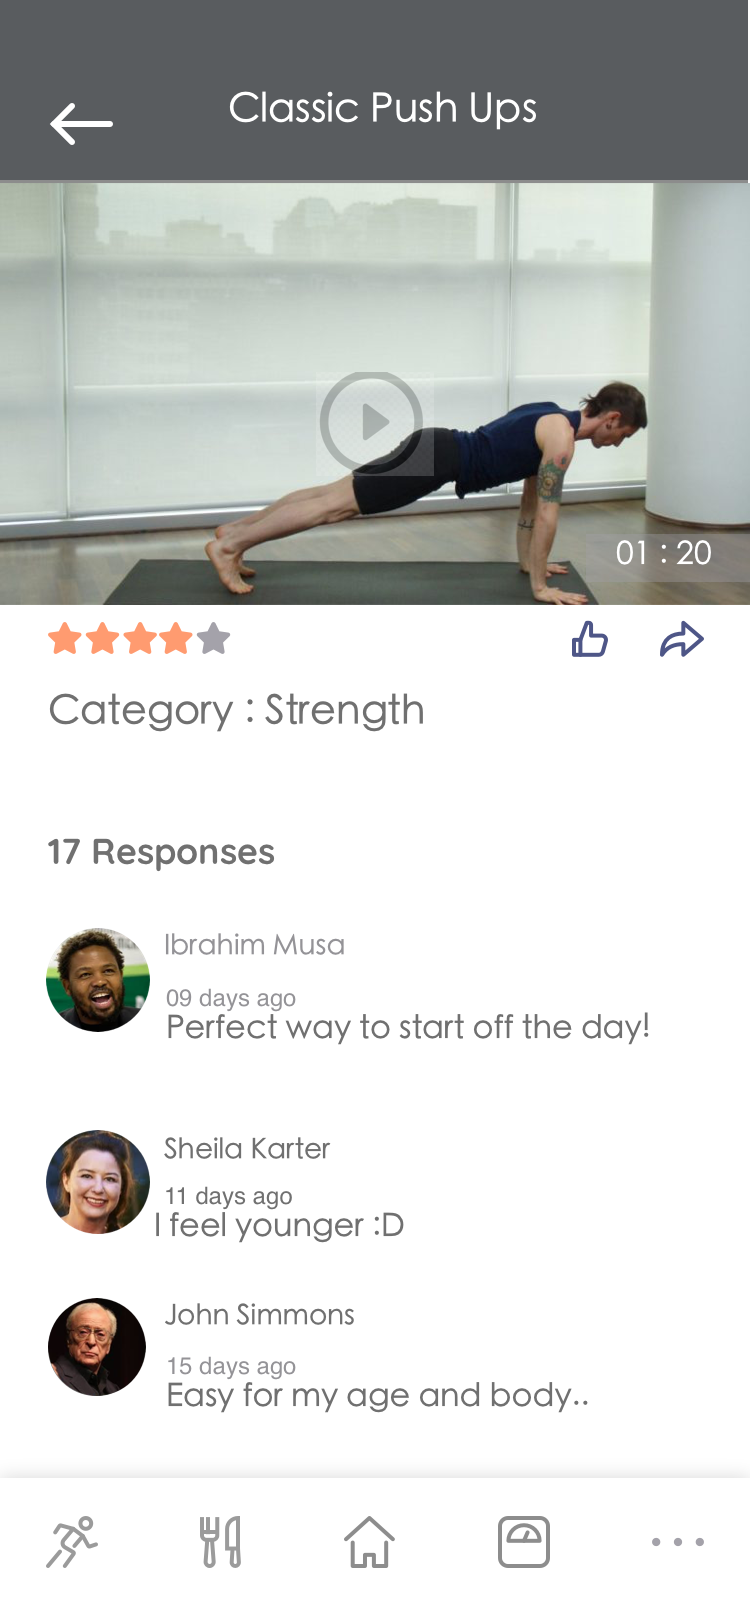 Classic Push Ups
01 : 20
Category : Strength
17 Responses
Ibrahim Musa
09 days ago
Perfect way to start off the day!
Sheila Karter
11 days ago
I feel younger :D
John Simmons
15 days ago
Easy for my age and body..